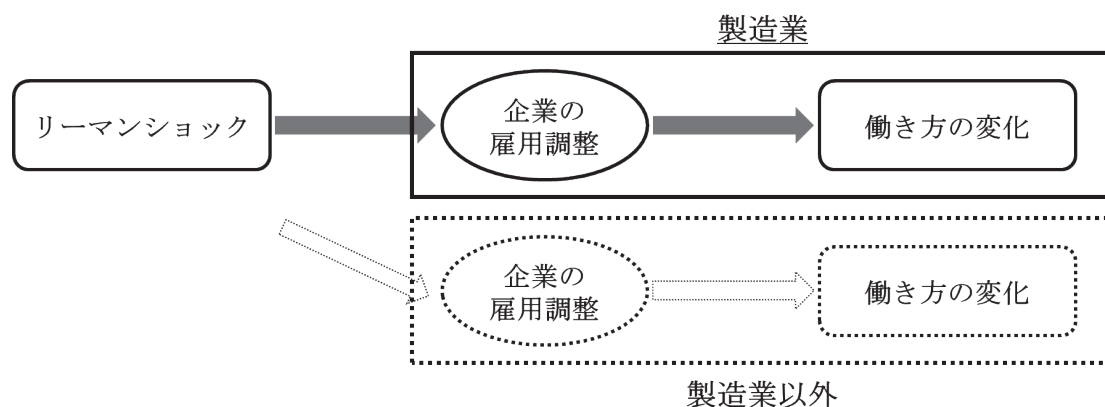 製造業
リーマンショック
企業の
雇用調整
働き方の変化
企業の
雇用調整
働き方の変化
製造業以外